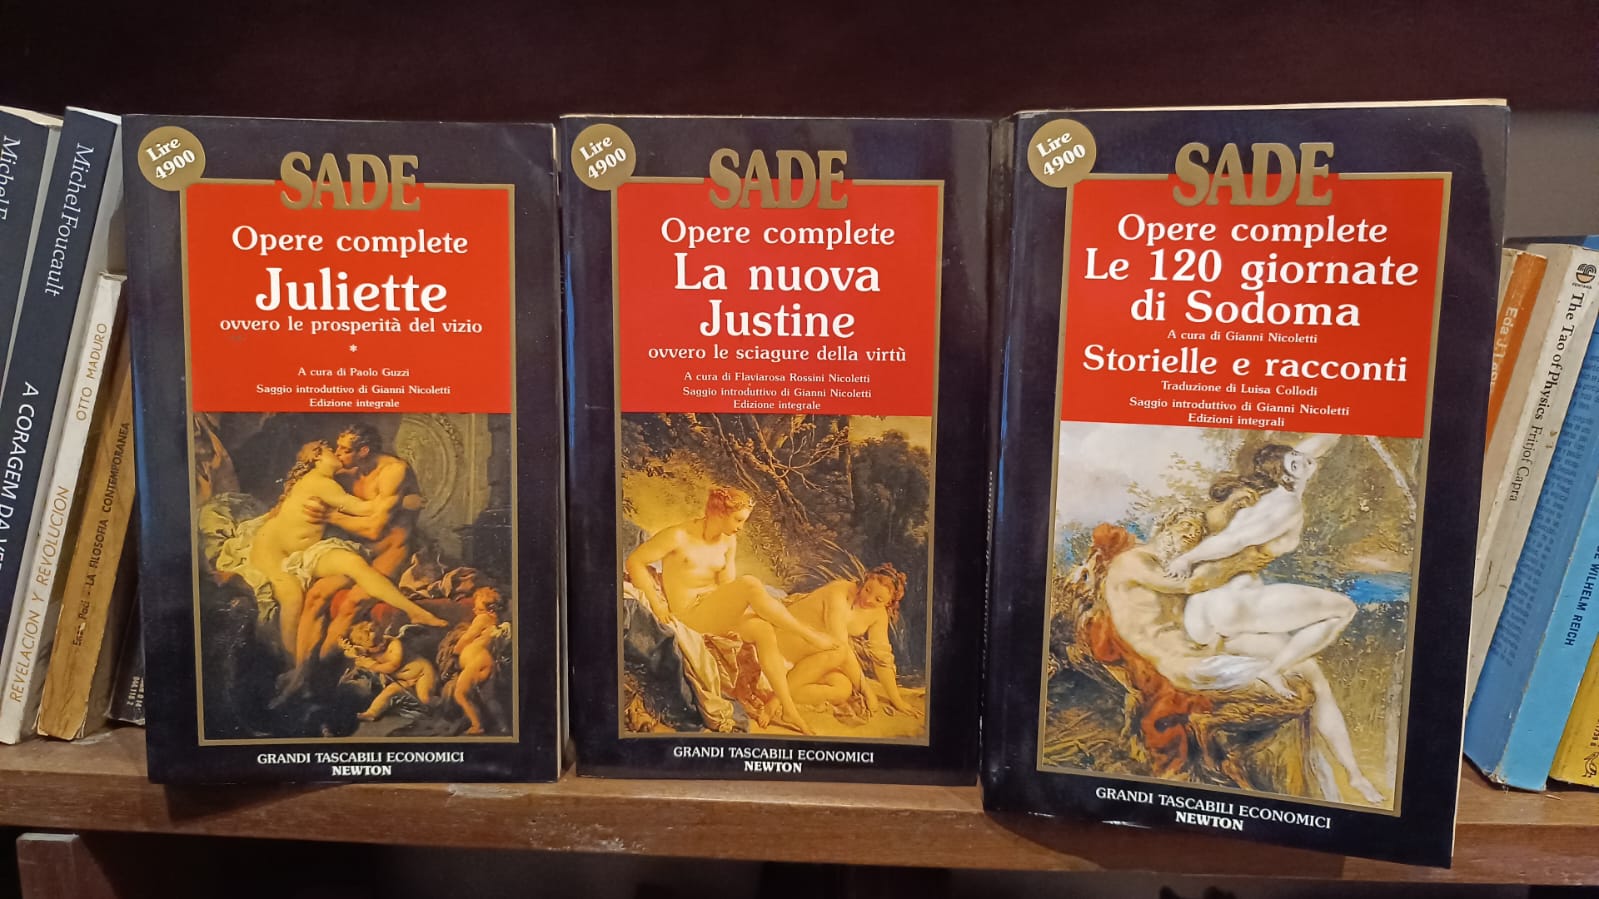 Michel Foucault
A CORAGEM DA
OTTO MADURO
REVELACION Y REVOLUCION
LA FILOSOFIA CONTEMPORANEA
Lire
4900
SADE
Opere complete
Juliette
ovvero le prosperità del vizio
*
A cura di Paolo Guzzi
Saggio introduttivo di Gianni Nicoletti
Edizione integrale
GRANDI TASCABILI ECONOMICI
NEWTON
Lire
4900
SADE
Opere complete
La nuova
Justine
ovvero le sciagure della virtù
A cura di Flaviarosa Rossini Nicoletti
Saggio introduttivo di Gianni Nicoletti
Edizione integrale
GRANDI TASCABILI ECONOMICI
NEWTON
Lire
4900
SADE
Opere complete
Le 120 giornate
di Sodoma
A cura di Gianni Nicoletti
Storielle e racconti
Traduzione di Luisa Collodi
Saggio introduttivo di Gianni Nicoletti
Edizioni integrali
GRANDI TASCABILI ECONOMICI
NEWTON
The Tao of Physics Fritjof Capra
WILHELM REICH